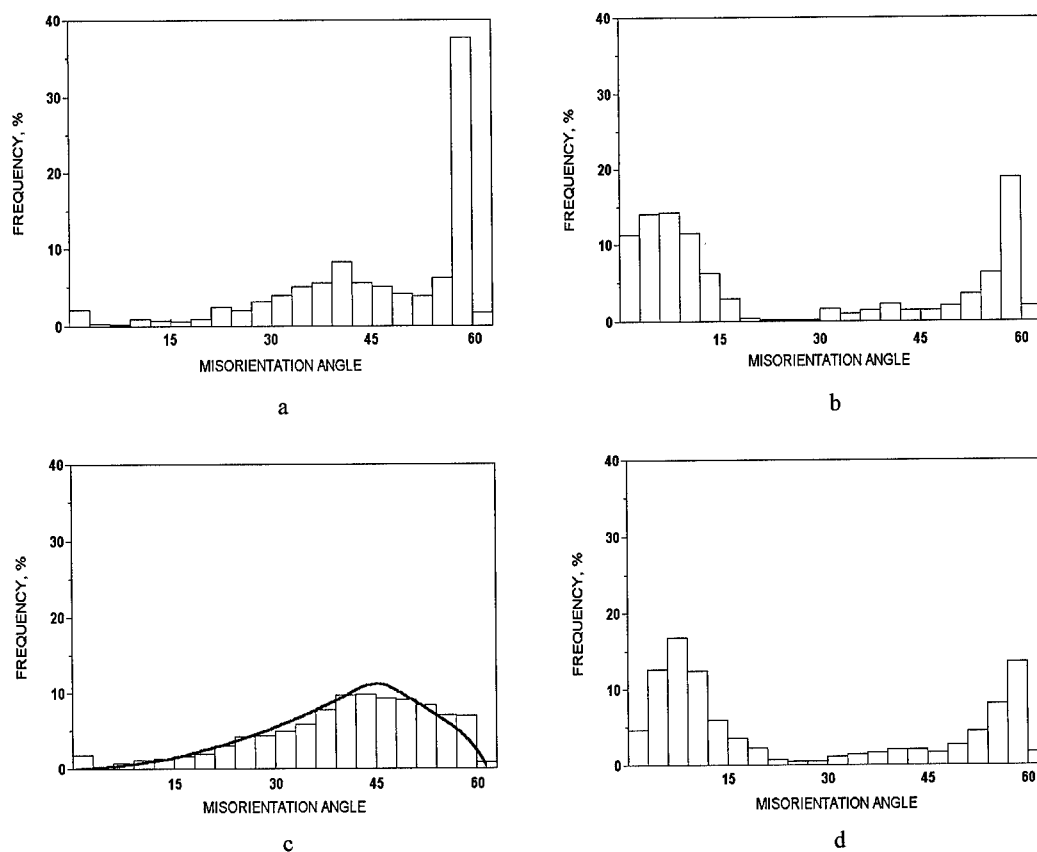 40
30
20
10
0
FREQUENCY, %
15 30 45 60
MISORIENTATION ANGLE
a
40
30
20
10
0
FREQUENCY, %
15 30 45 60
MISORIENTATION ANGLE
b
40
30
20
10
0
FREQUENCY, %
15 30 45 60
MISORIENTATION ANGLE
c
40
30
20
10
0
FREQUENCY, %
15 30 45 60
MISORIENTATION ANGLE
d